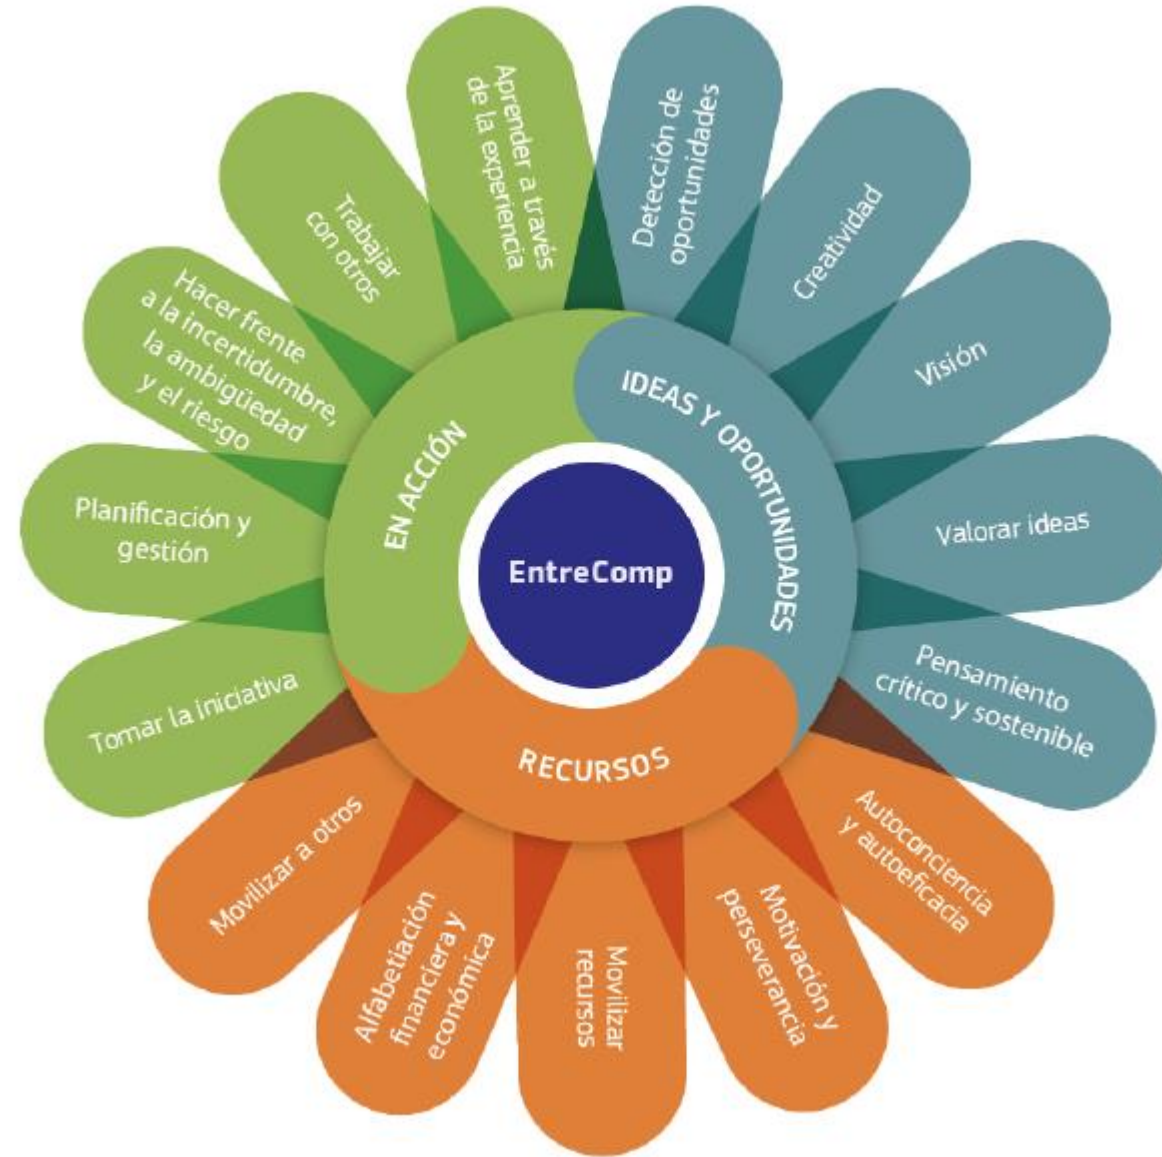 EntreComp
IDEAS Y OPORTUNIDADES
Detección de
oportunidades
Creatividad
Visión
Valorar ideas
Pensamiento
crítico y sostenible
RECURSOS
Autoconciencia
y autoeficacia
Motivación y
perseverancia
Movilizar
recursos
Alfabetiación
financiera y
económica
Movilizar a otros
EN ACCIÓN
Tomar la iniciativa
Planificación y
gestión
Hacer frente
a la incertidumbre,
la ambigüedad
y el riesgo
Trabajar
con otros
Aprender a través
de la experiencia